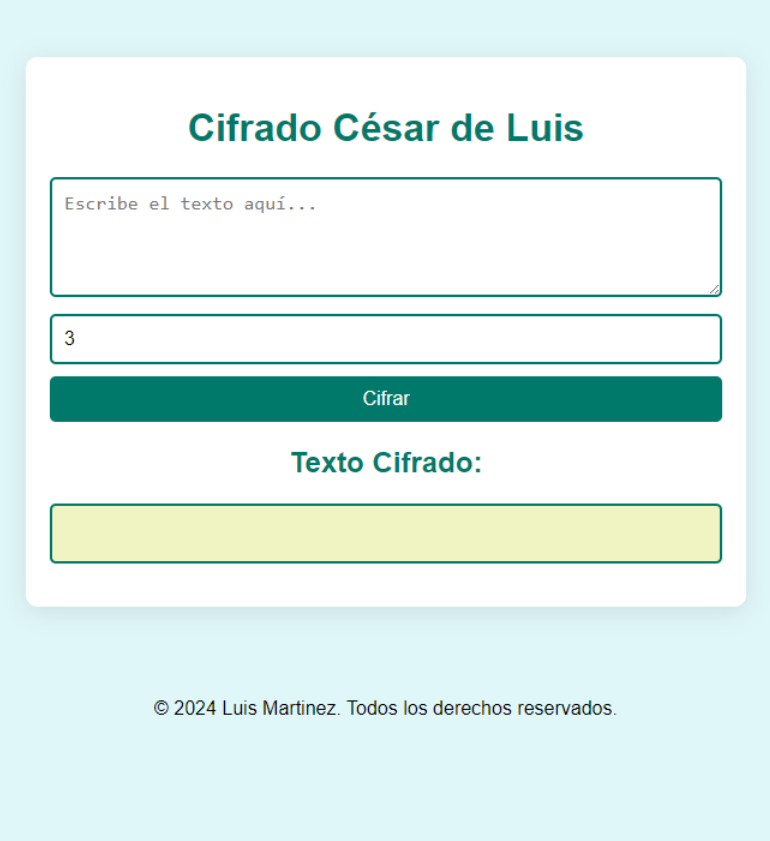 Cifrado César de Luis
Escribe el texto aquí...
3
Cifrar
Texto Cifrado:
© 2024 Luis Martinez. Todos los derechos reservados.